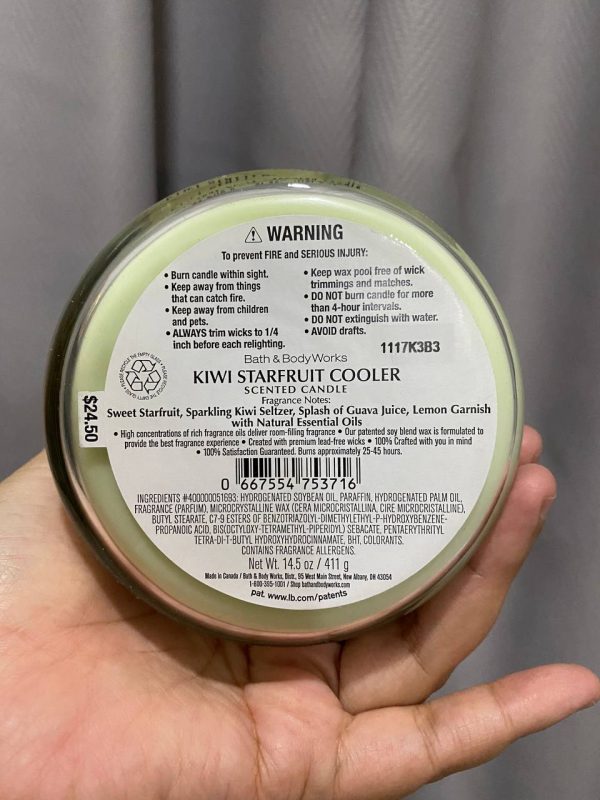 ⚠ WARNING
To prevent FIRE and SERIOUS INJURY:
• Burn candle within sight.
• Keep away from things
that can catch fire.
• Keep away from children
and pets.
• ALWAYS trim wicks to 1/4
inch before each relighting.
• Keep wax pool free of wick
trimmings and matches.
• DO NOT burn candle for more
than 4-hour intervals.
• DO NOT extinguish with water.
• AVOID drafts.
1117K3B3
Bath & Body Works
KIWI STARFRUIT COOLER
SCENTED CANDLE
Fragrance Notes:
Sweet Starfruit, Sparkling Kiwi Seltzer, Splash of Guava Juice, Lemon Garnish
with Natural Essential Oils
• High concentrations of rich fragrance oils deliver room-filling fragrance • Our patented soy blend wax is formulated to
provide the best fragrance experience • Created with premium lead-free wicks • 100% Crafted with you in mind
• 100% Satisfaction Guaranteed. Burns approximately 25-45 hours.
$24.50
0 667554 753716
INGREDIENTS #400000051693: HYDROGENATED SOYBEAN OIL, PARAFFIN, HYDROGENATED PALM OIL,
FRAGRANCE (PARFUM), MICROCRYSTALLINE WAX (CERA MICROCRISTALLINA, CIRE MICROCRISTALLINE),
BUTYL STEARATE, C7-9 ESTERS OF BENZOTRIAZOLYL-DIMETHYLETHYL-P-HYDROXYBENZENE-
PROPANOIC ACID, BIS(OCTYLOXY-TETRAMETHYL-PIPERIDYL) SEBACATE, PENTAERYTHRITYL
TETRA-DI-T-BUTYL HYDROXYHYDROCINNAMATE, BHT, COLORANTS.
CONTAINS FRAGRANCE ALLERGENS.
Net Wt. 14.5 oz / 411 g
Made in Canada / Bath & Body Works, Distr., 95 West Main Street, New Albany, OH 43054
1-800-395-1001 / Shop bathandbodyworks.com
pat. www.lb.com/patents